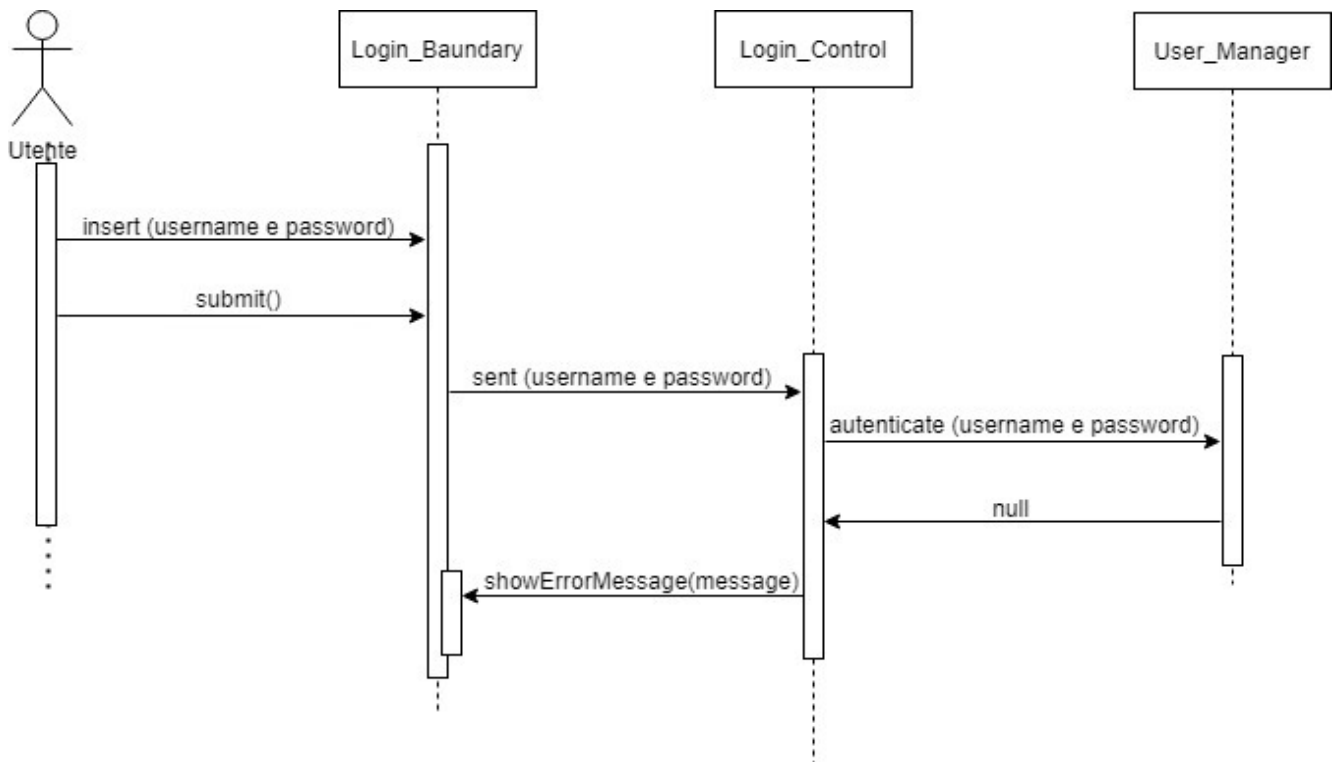 Login_Baundary
Login_Control
User_Manager
Utente
insert (username e password)
submit()
sent (username e password)
autenticate (username e password)
null
showErrorMessage(message)